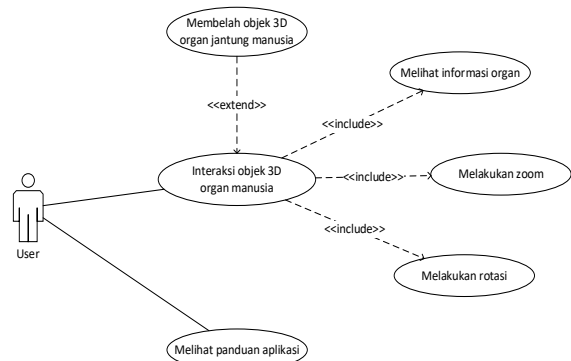 Membelah objek 3D
organ jantung manusia
<<extend>>
Melihat informasi organ
<<include>>
Interaksi objek 3D
organ manusia
<<include>>
Melakukan zoom
<<include>>
Melakukan rotasi
User
Melihat panduan aplikasi